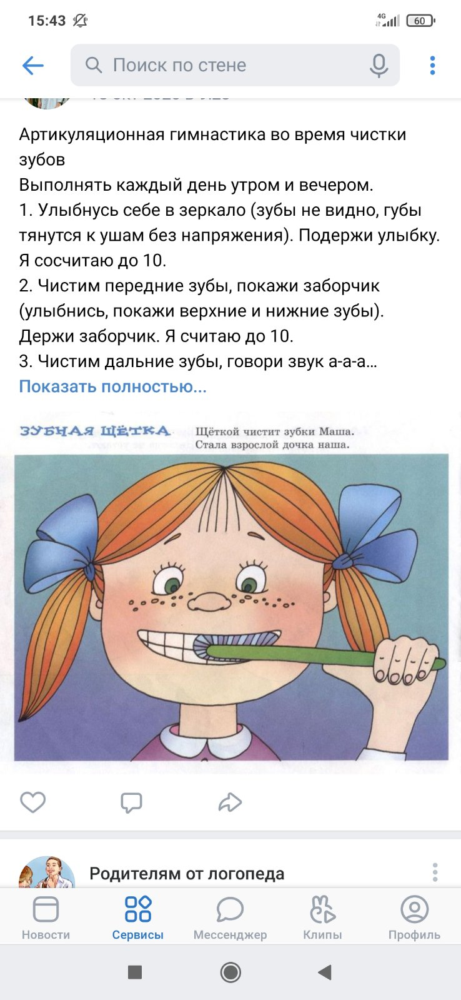 15:43
4G
60
Поиск по стене
Артикуляционная гимнастика во время чистки
зубов
Выполнять каждый день утром и вечером.
1. Улыбнусь себе в зеркало (зубы не видно, губы
тянутся к ушам без напряжения). Подержи улыбку.
Я сосчитаю до 10.
2. Чистим передние зубы, покажи заборчик
(улыбнись, покажи верхние и нижние зубы).
Держи заборчик. Я считаю до 10.
3. Чистим дальние зубы, говори звук а-а-а…
Показать полностью...
ЗУБНАЯ ЩЁТКА
Щёткой чистит зубки Маша.
Стала взрослой дочка наша.
Родителям от логопеда
Новости Сервисы Мессенджер Клипы Профиль